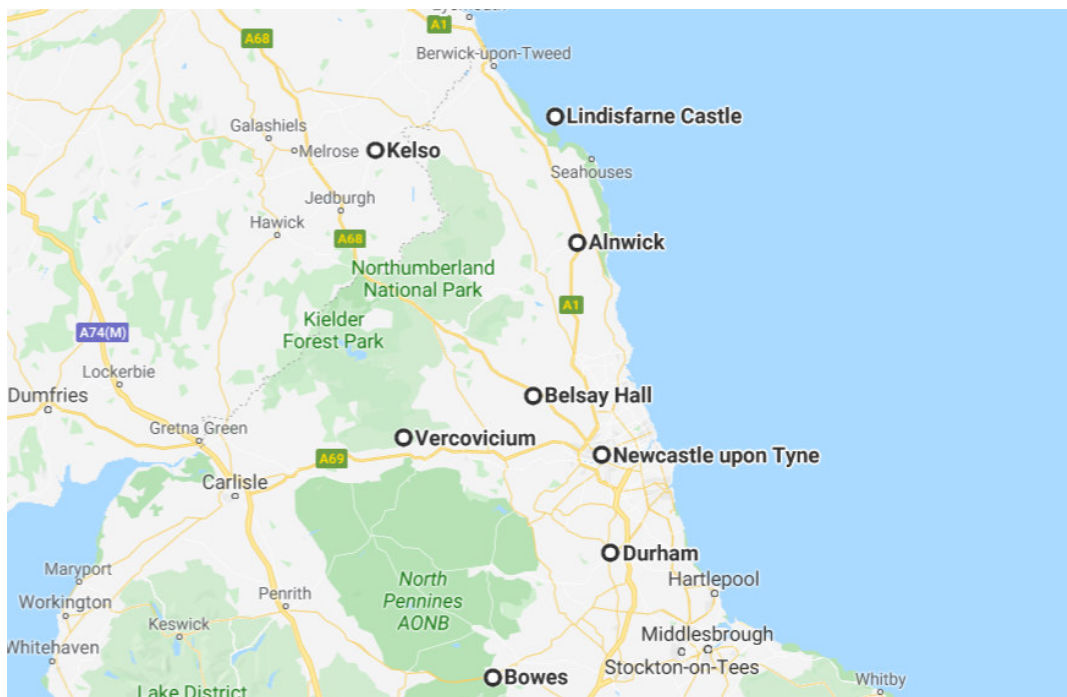 Eyemouth
A1
A68
Berwick-upon-Tweed
Lindisfarne Castle
Galashiels
Melrose
Kelso
Seahouses
Jedburgh
Hawick
A68
Alnwick
Northumberland
National Park
A1
Kielder
Forest Park
A74(M)
Lockerbie
Dumfries
Belsay Hall
Gretna Green
Vercovicium
A69
Newcastle upon Tyne
Carlisle
Durham
Maryport
North
Pennines
AONB
Hartlepool
Penrith
Workington
Keswick
Middlesbrough
Whitehaven
Stockton-on-Tees
Bowes
Whitby
Lake District